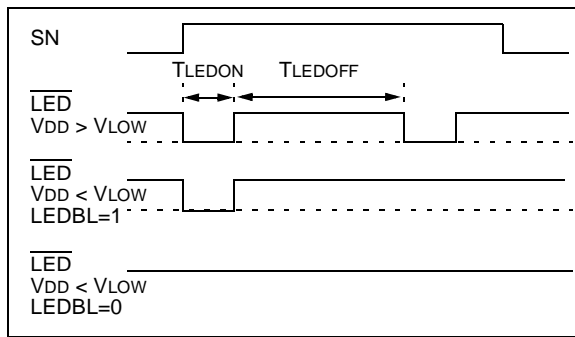 SN
TLEDON TLEDOFF
LED
VDD > VLOW
LED
VDD < VLOW
LEDBL=1
LED
VDD < VLOW
LEDBL=0